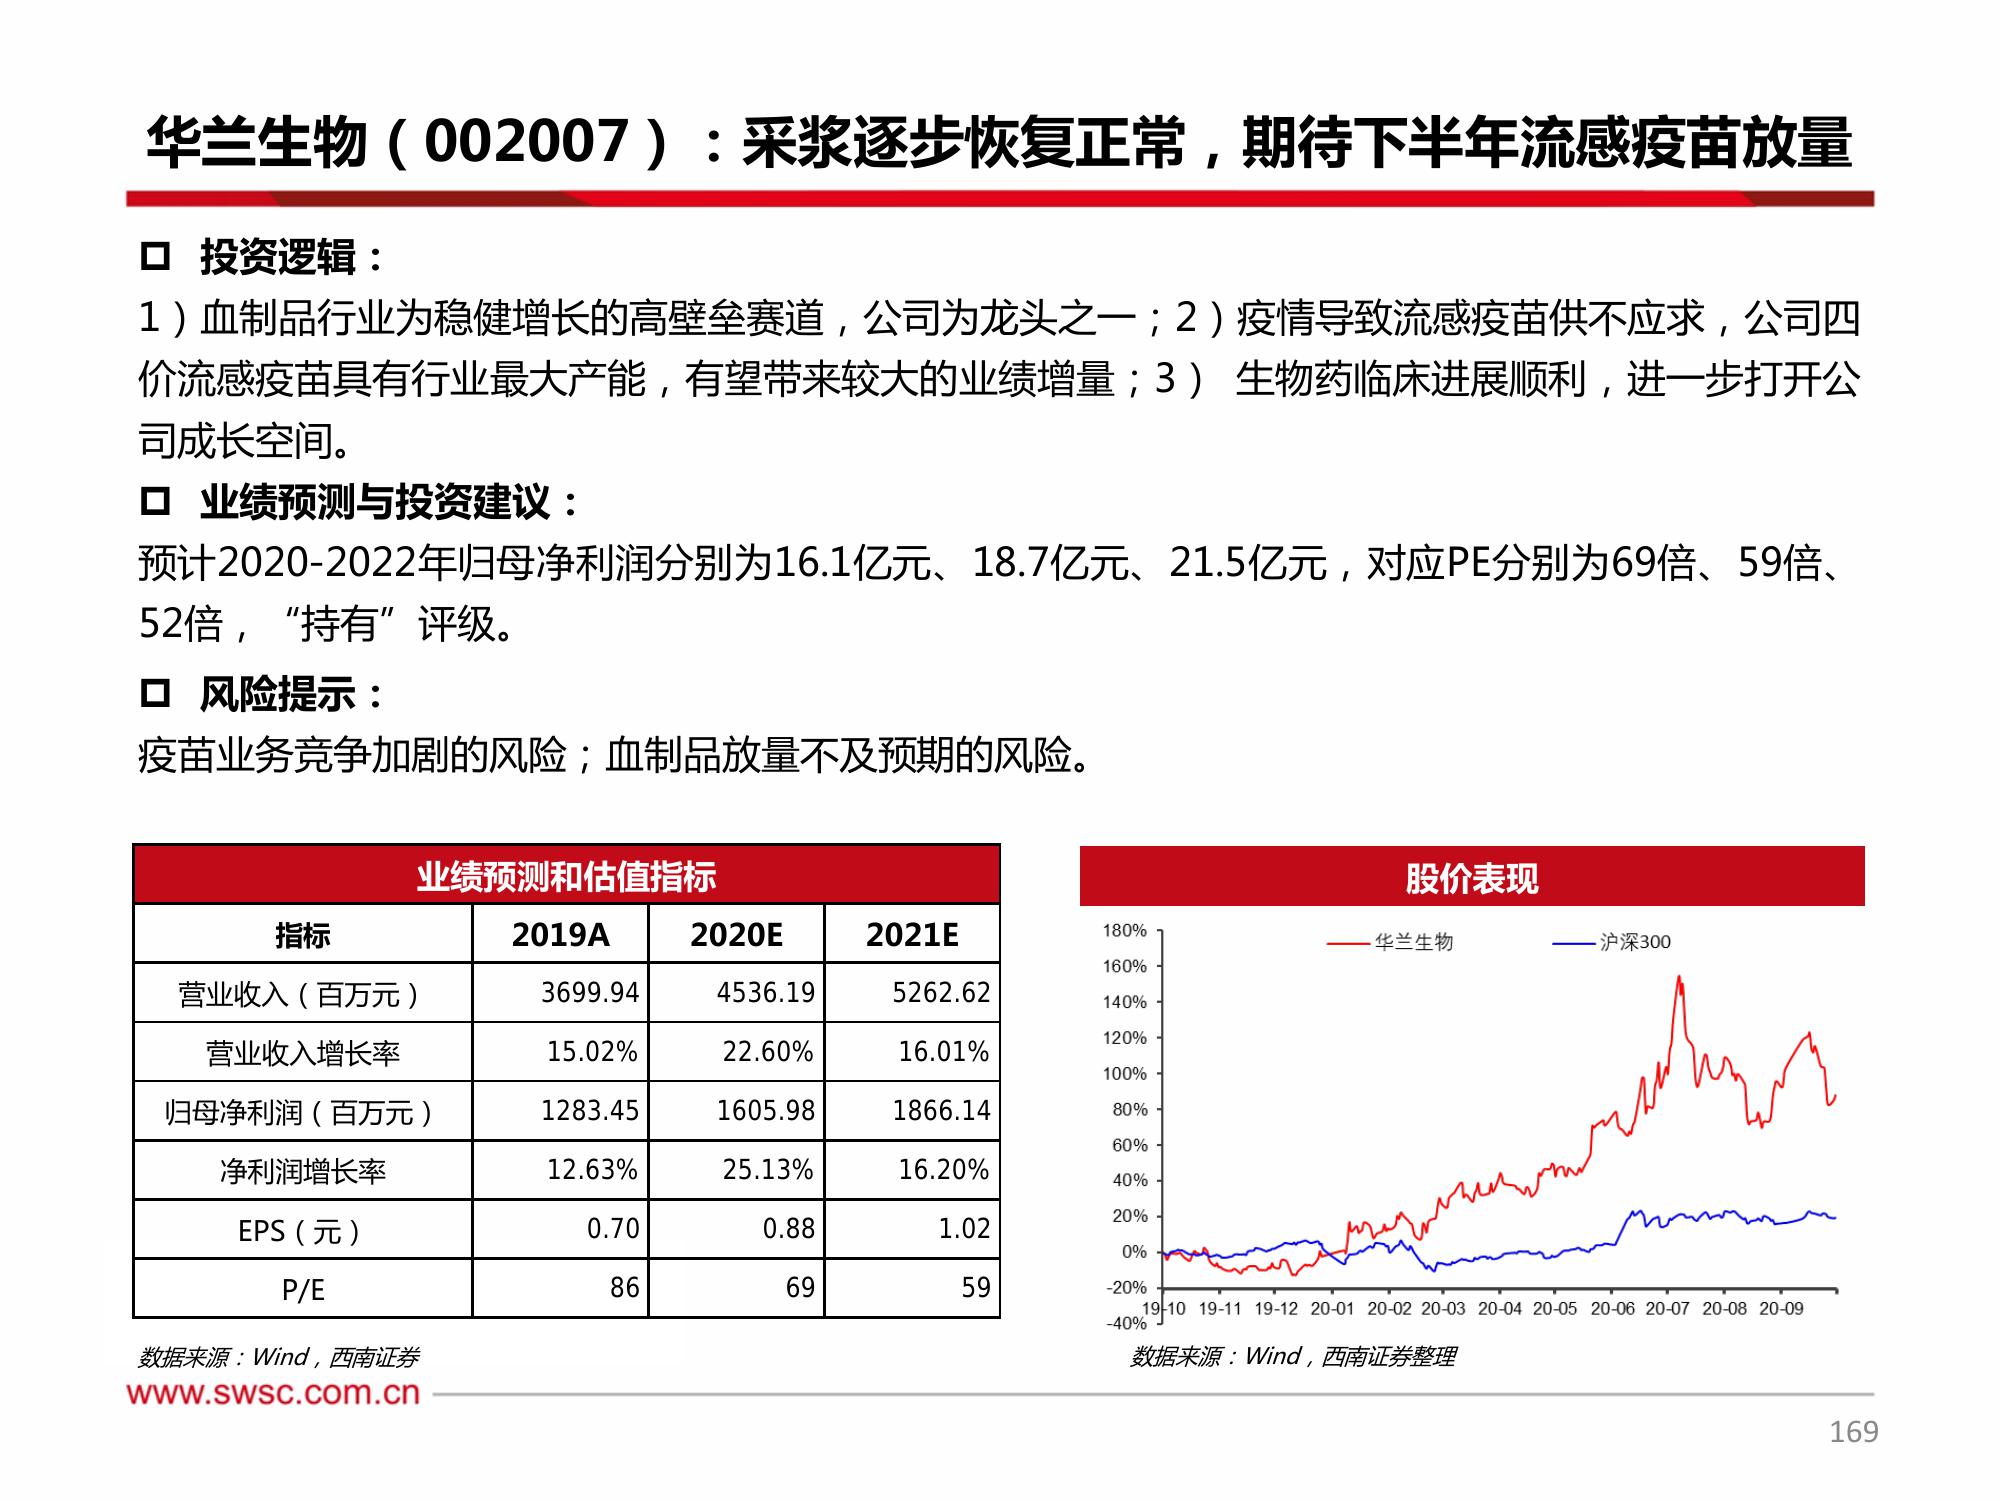 华兰生物（002007）：采浆逐步恢复正常，期待下半年流感疫苗放量
投资逻辑：
1）血制品行业为稳健增长的高壁垒赛道，公司为龙头之一；2）疫情导致流感疫苗供不应求，公司四
价流感疫苗具有行业最大产能，有望带来较大的业绩增量；3） 生物药临床进展顺利，进一步打开公
司成长空间。
业绩预测与投资建议：
预计2020-2022年归母净利润分别为16.1亿元、18.7亿元、21.5亿元，对应PE分别为69倍、59倍、
52倍，“持有”评级。
风险提示：
疫苗业务竞争加剧的风险；血制品放量不及预期的风险。
业绩预测和估值指标
指标 2019A 2020E 2021E
营业收入（百万元） 3699.94 4536.19 5262.62
营业收入增长率 15.02% 22.60% 16.01%
归母净利润（百万元） 1283.45 1605.98 1866.14
净利润增长率 12.63% 25.13% 16.20%
EPS（元） 0.70 0.88 1.02
P/E 86 69 59
数据来源：Wind，西南证券
股价表现
华兰生物 沪深300
180%
160%
140%
120%
100%
80%
60%
40%
20%
0%
-20%
-40%
19-10 19-11 19-12 20-01 20-02 20-03 20-04 20-05 20-06 20-07 20-08 20-09
数据来源：Wind，西南证券整理
www.swsc.com.cn
169